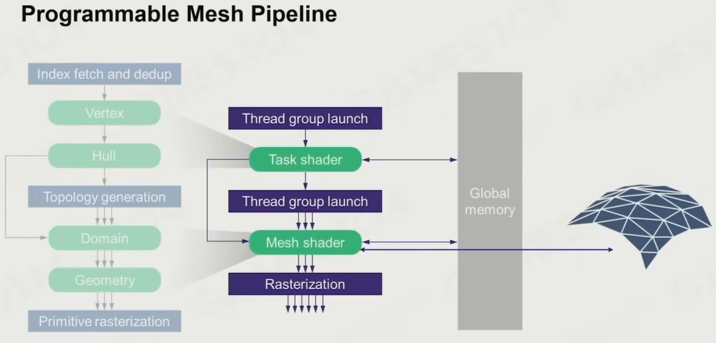 Programmable Mesh Pipeline
Index fetch and dedup
Vertex
Hull
Topology generation
Domain
Geometry
Primitive rasterization
Thread group launch
Task shader
Thread group launch
Mesh shader
Rasterization
Global
memory